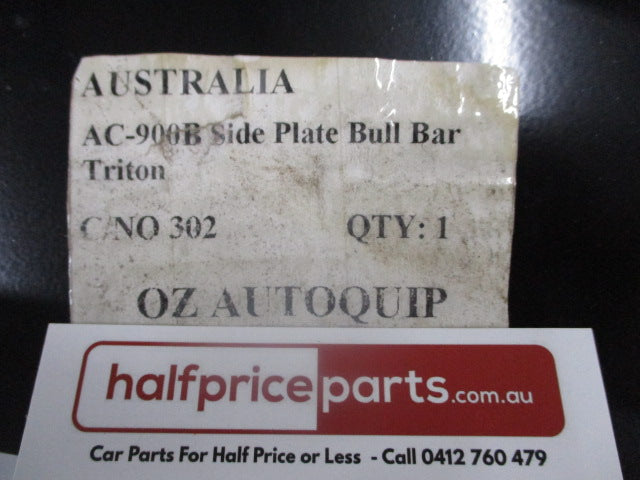 AUSTRALIA
AC-900B Side Plate Bull Bar
Triton
C/NO 302 QTY: 1
OZ AUTOQUIP
halfpriceparts.com.au
Car Parts For Half Price or Less - Call 0412 760 479